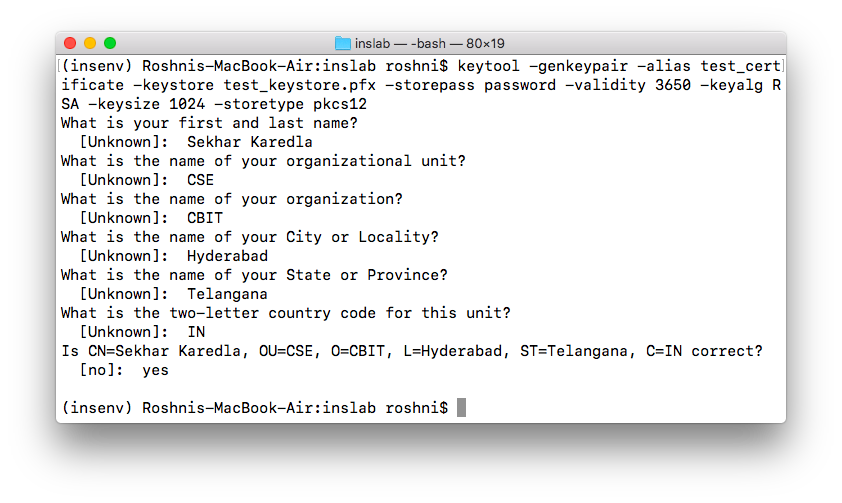 inslab — -bash — 80×19
(insenv) Roshnis-MacBook-Air:inslab roshni$ keytool -genkeypair -alias test_cert
ificate -keystore test_keystore.pfx -storepass password -validity 3650 -keyalg R
SA -keysize 1024 -storetype pkcs12
What is your first and last name?
  [Unknown]:  Sekhar Karedla
What is the name of your organizational unit?
  [Unknown]:  CSE
What is the name of your organization?
  [Unknown]:  CBIT
What is the name of your City or Locality?
  [Unknown]:  Hyderabad
What is the name of your State or Province?
  [Unknown]:  Telangana
What is the two-letter country code for this unit?
  [Unknown]:  IN
Is CN=Sekhar Karedla, OU=CSE, O=CBIT, L=Hyderabad, ST=Telangana, C=IN correct?
  [no]:  yes
(insenv) Roshnis-MacBook-Air:inslab roshni$